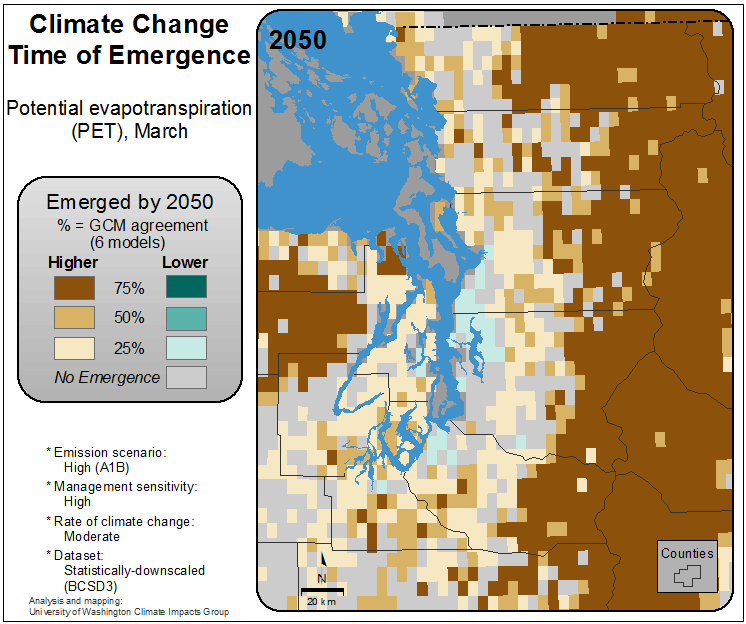 Climate Change
Time of Emergence
Potential evapotranspiration
(PET), March
Emerged by 2050
% = GCM agreement
(6 models)
Higher Lower
75%
50%
25%
No Emergence
* Emission scenario:
High (A1B)
* Management sensitivity:
High
* Rate of climate change:
Moderate
* Dataset:
Statistically-downscaled
(BCSD3)
Analysis and mapping:
University of Washington Climate Impacts Group
2050
N
20 km
Counties